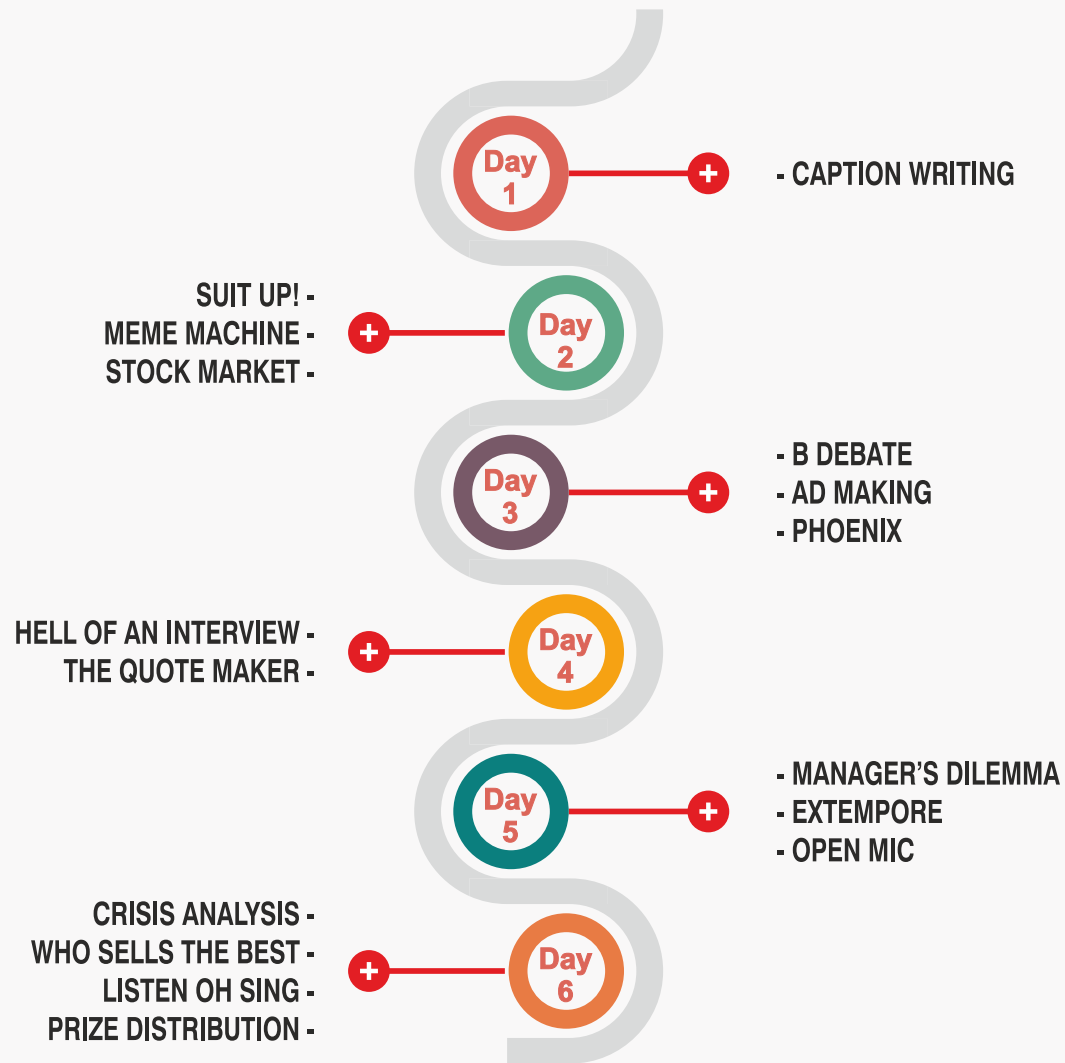 Day
1
- CAPTION WRITING
SUIT UP! -
MEME MACHINE -
STOCK MARKET -
Day
2
Day
3
- B DEBATE
- AD MAKING
- PHOENIX
HELL OF AN INTERVIEW -
THE QUOTE MAKER -
Day
4
Day
5
- MANAGER’S DILEMMA
- EXTEMPORE
- OPEN MIC
CRISIS ANALYSIS -
WHO SELLS THE BEST -
LISTEN OH SING -
PRIZE DISTRIBUTION -
Day
6